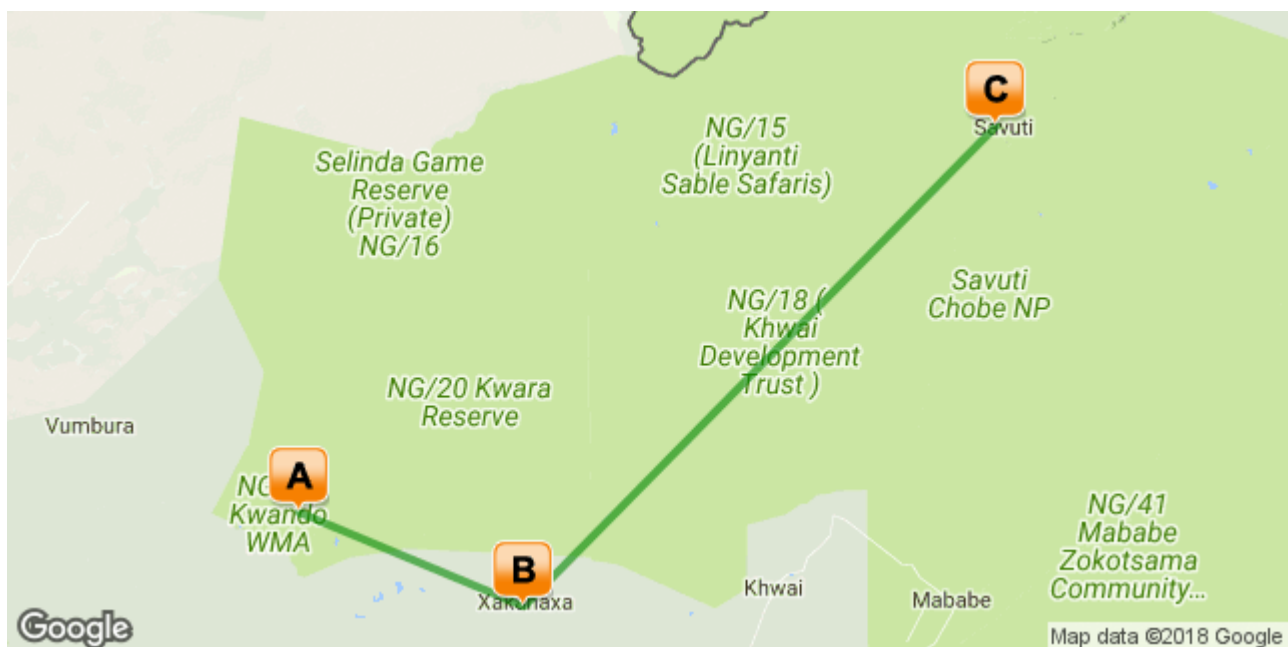 C
Savuti
NG/15
(Linyanti
Sable Safaris)
Selinda Game
Reserve
(Private)
NG/16
Savuti
Chobe NP
NG/18 (
Khwai
Development
Trust )
NG/20 Kwara
Reserve
Vumbura
A
Kwando
WMA
NG/41
Mababe
Zokotsama
Community...
B
Khwai
Mababe
Google
Map data ©2018 Google